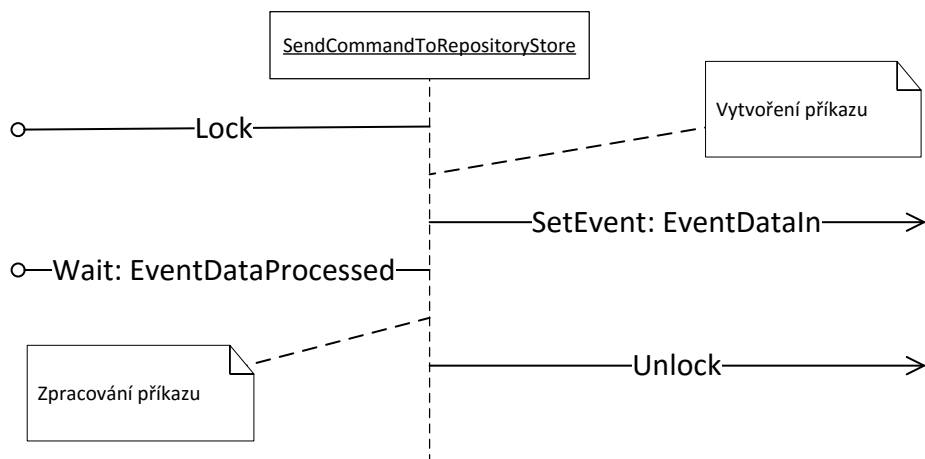 SendCommandToRepositoryStore
Vytvoření příkazu
Lock
SetEvent: EventDataIn
Wait: EventDataProcessed
Unlock
Zpracování příkazu